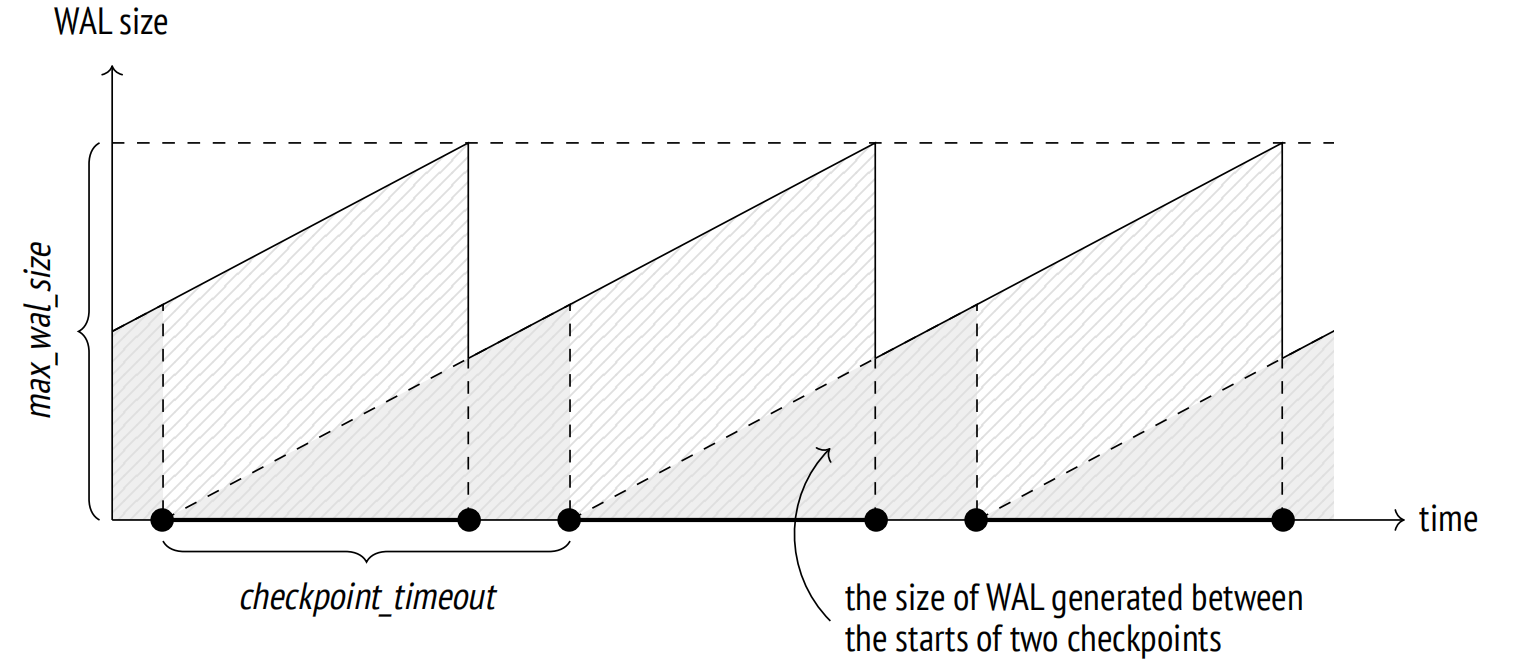 WAL size
max_wal_size
time
checkpoint_timeout
the size of WAL generated between
the starts of two checkpoints